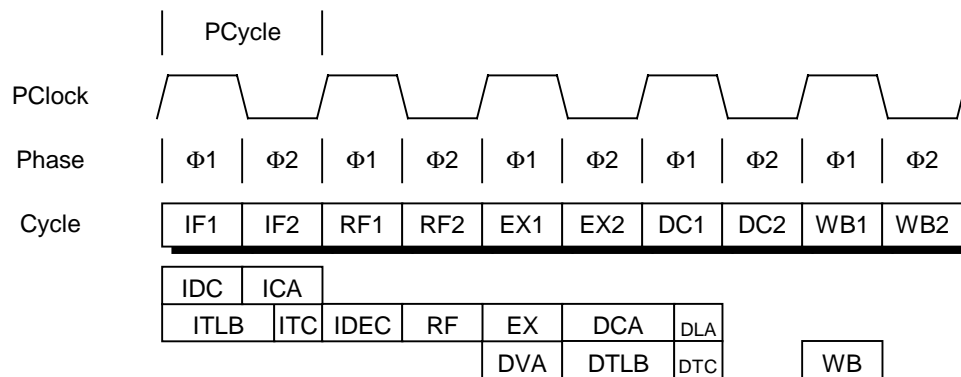 PCycle
PClock
Phase Φ1 Φ2 Φ1 Φ2 Φ1 Φ2 Φ1 Φ2 Φ1 Φ2
Cycle IF1 IF2 RF1 RF2 EX1 EX2 DC1 DC2 WB1 WB2
IDC ICA
ITLB ITC IDEC RF EX DCA DLA
DVA DTLB DTC WB